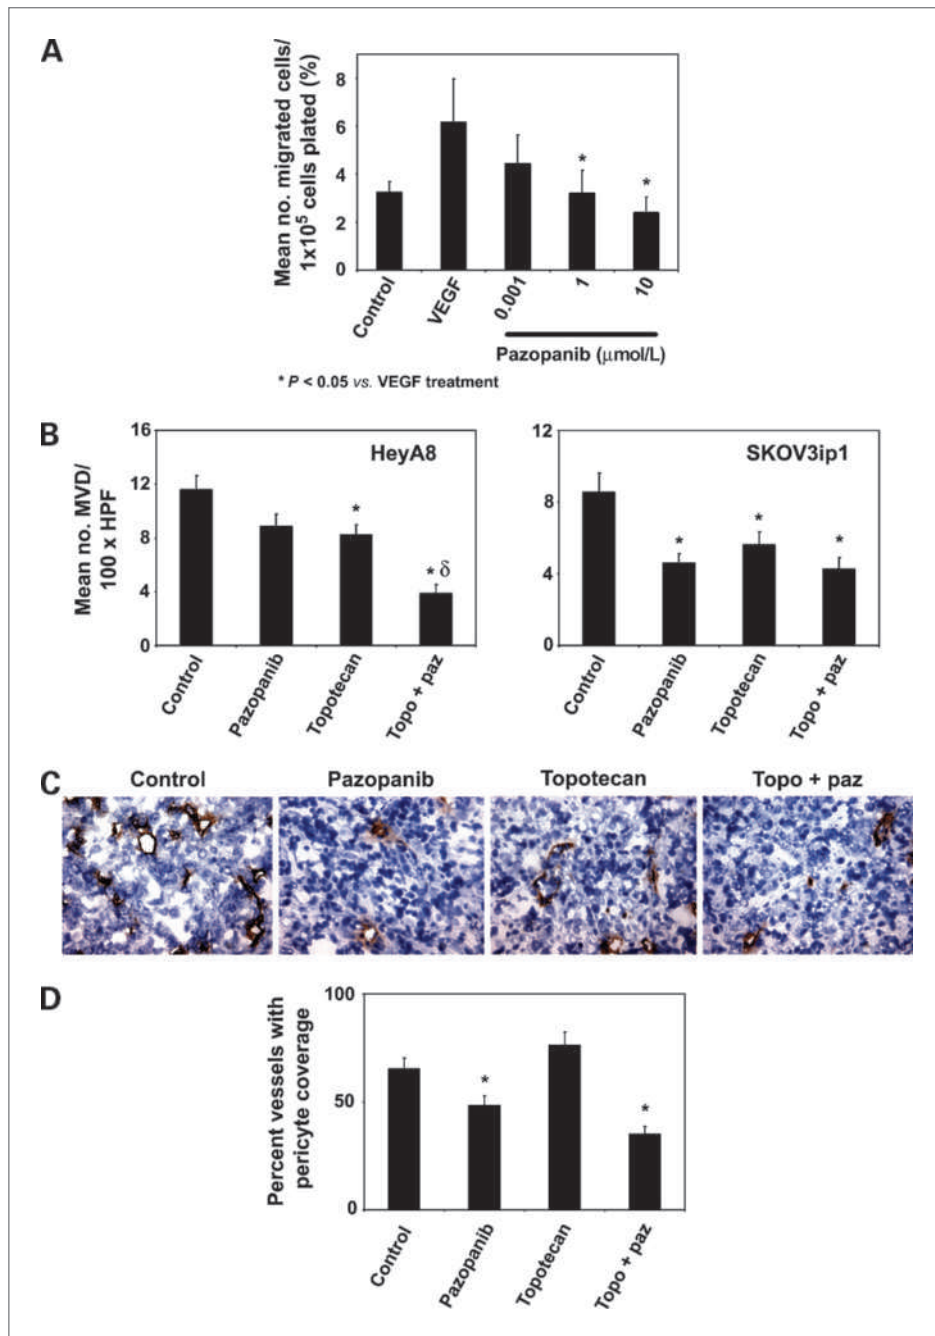 A
Mean no. migrated cells/
1x10⁵ cells plated (%)
8
6
4
2
0
*
*
Control
VEGF
0.001
1
10
Pazopanib (μmol/L)
* P < 0.05 vs. VEGF treatment
B
Mean no. MVD/
100 x HPF
16
12
8
4
0
HeyA8
*
* δ
Control
Pazopanib
Topotecan
Topo + paz
12
8
4
0
SKOV3ip1
*
*
*
Control
Pazopanib
Topotecan
Topo + paz
C
Control
Pazopanib
Topotecan
Topo + paz
D
Percent vessels with
pericyte coverage
100
50
0
*
*
Control
Pazopanib
Topotecan
Topo + paz